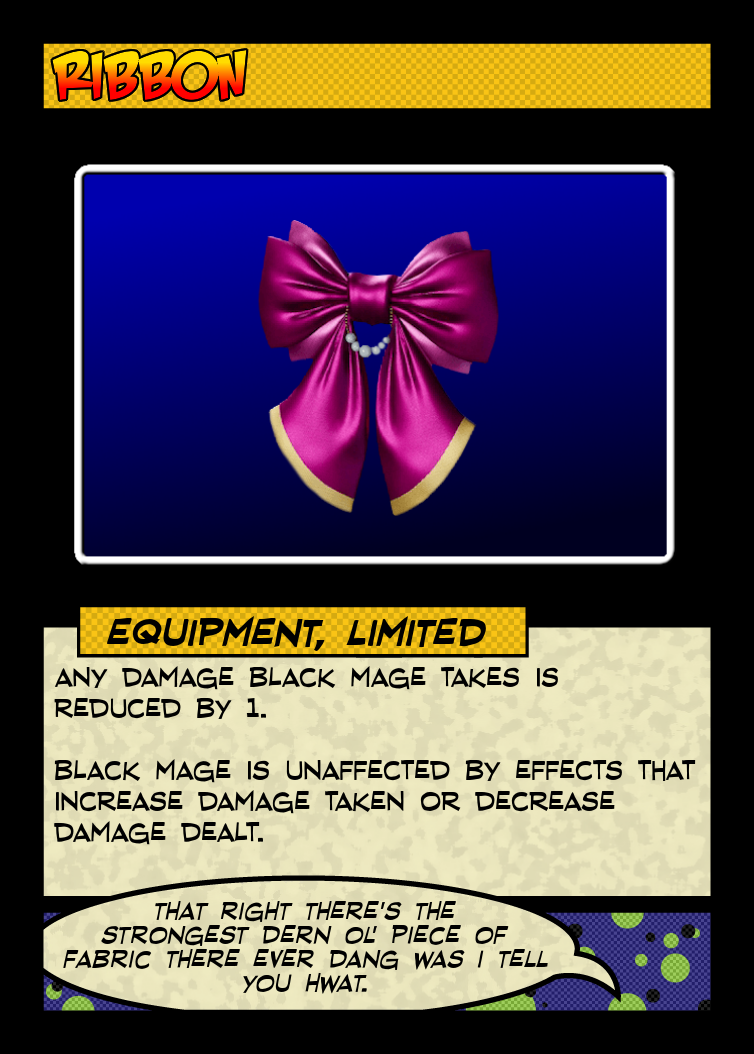 RIBBON
EQUIPMENT, LIMITED
ANY DAMAGE BLACK MAGE TAKES IS
REDUCED BY 1.
BLACK MAGE IS UNAFFECTED BY EFFECTS THAT
INCREASE DAMAGE TAKEN OR DECREASE
DAMAGE DEALT.
THAT RIGHT THERE'S THE
STRONGEST DERN OL' PIECE OF
FABRIC THERE EVER DANG WAS I TELL
YOU HWAT.